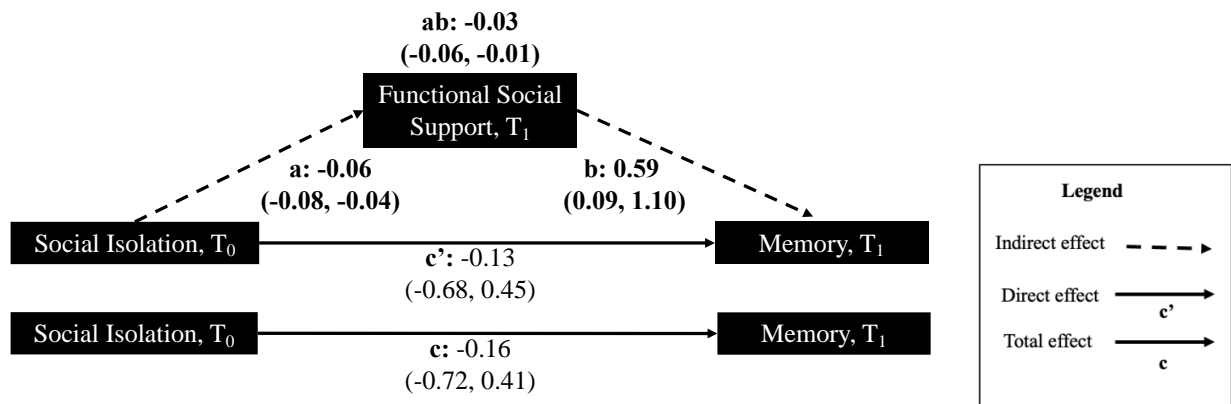 ab: -0.03
(-0.06, -0.01)
Functional Social
Support, T₁
a: -0.06
(-0.08, -0.04)
b: 0.59
(0.09, 1.10)
Social Isolation, T₀
Memory, T₁
c’: -0.13
(-0.68, 0.45)
Social Isolation, T₀
Memory, T₁
c: -0.16
(-0.72, 0.41)
Legend
Indirect effect
Direct effect
c’
Total effect
c